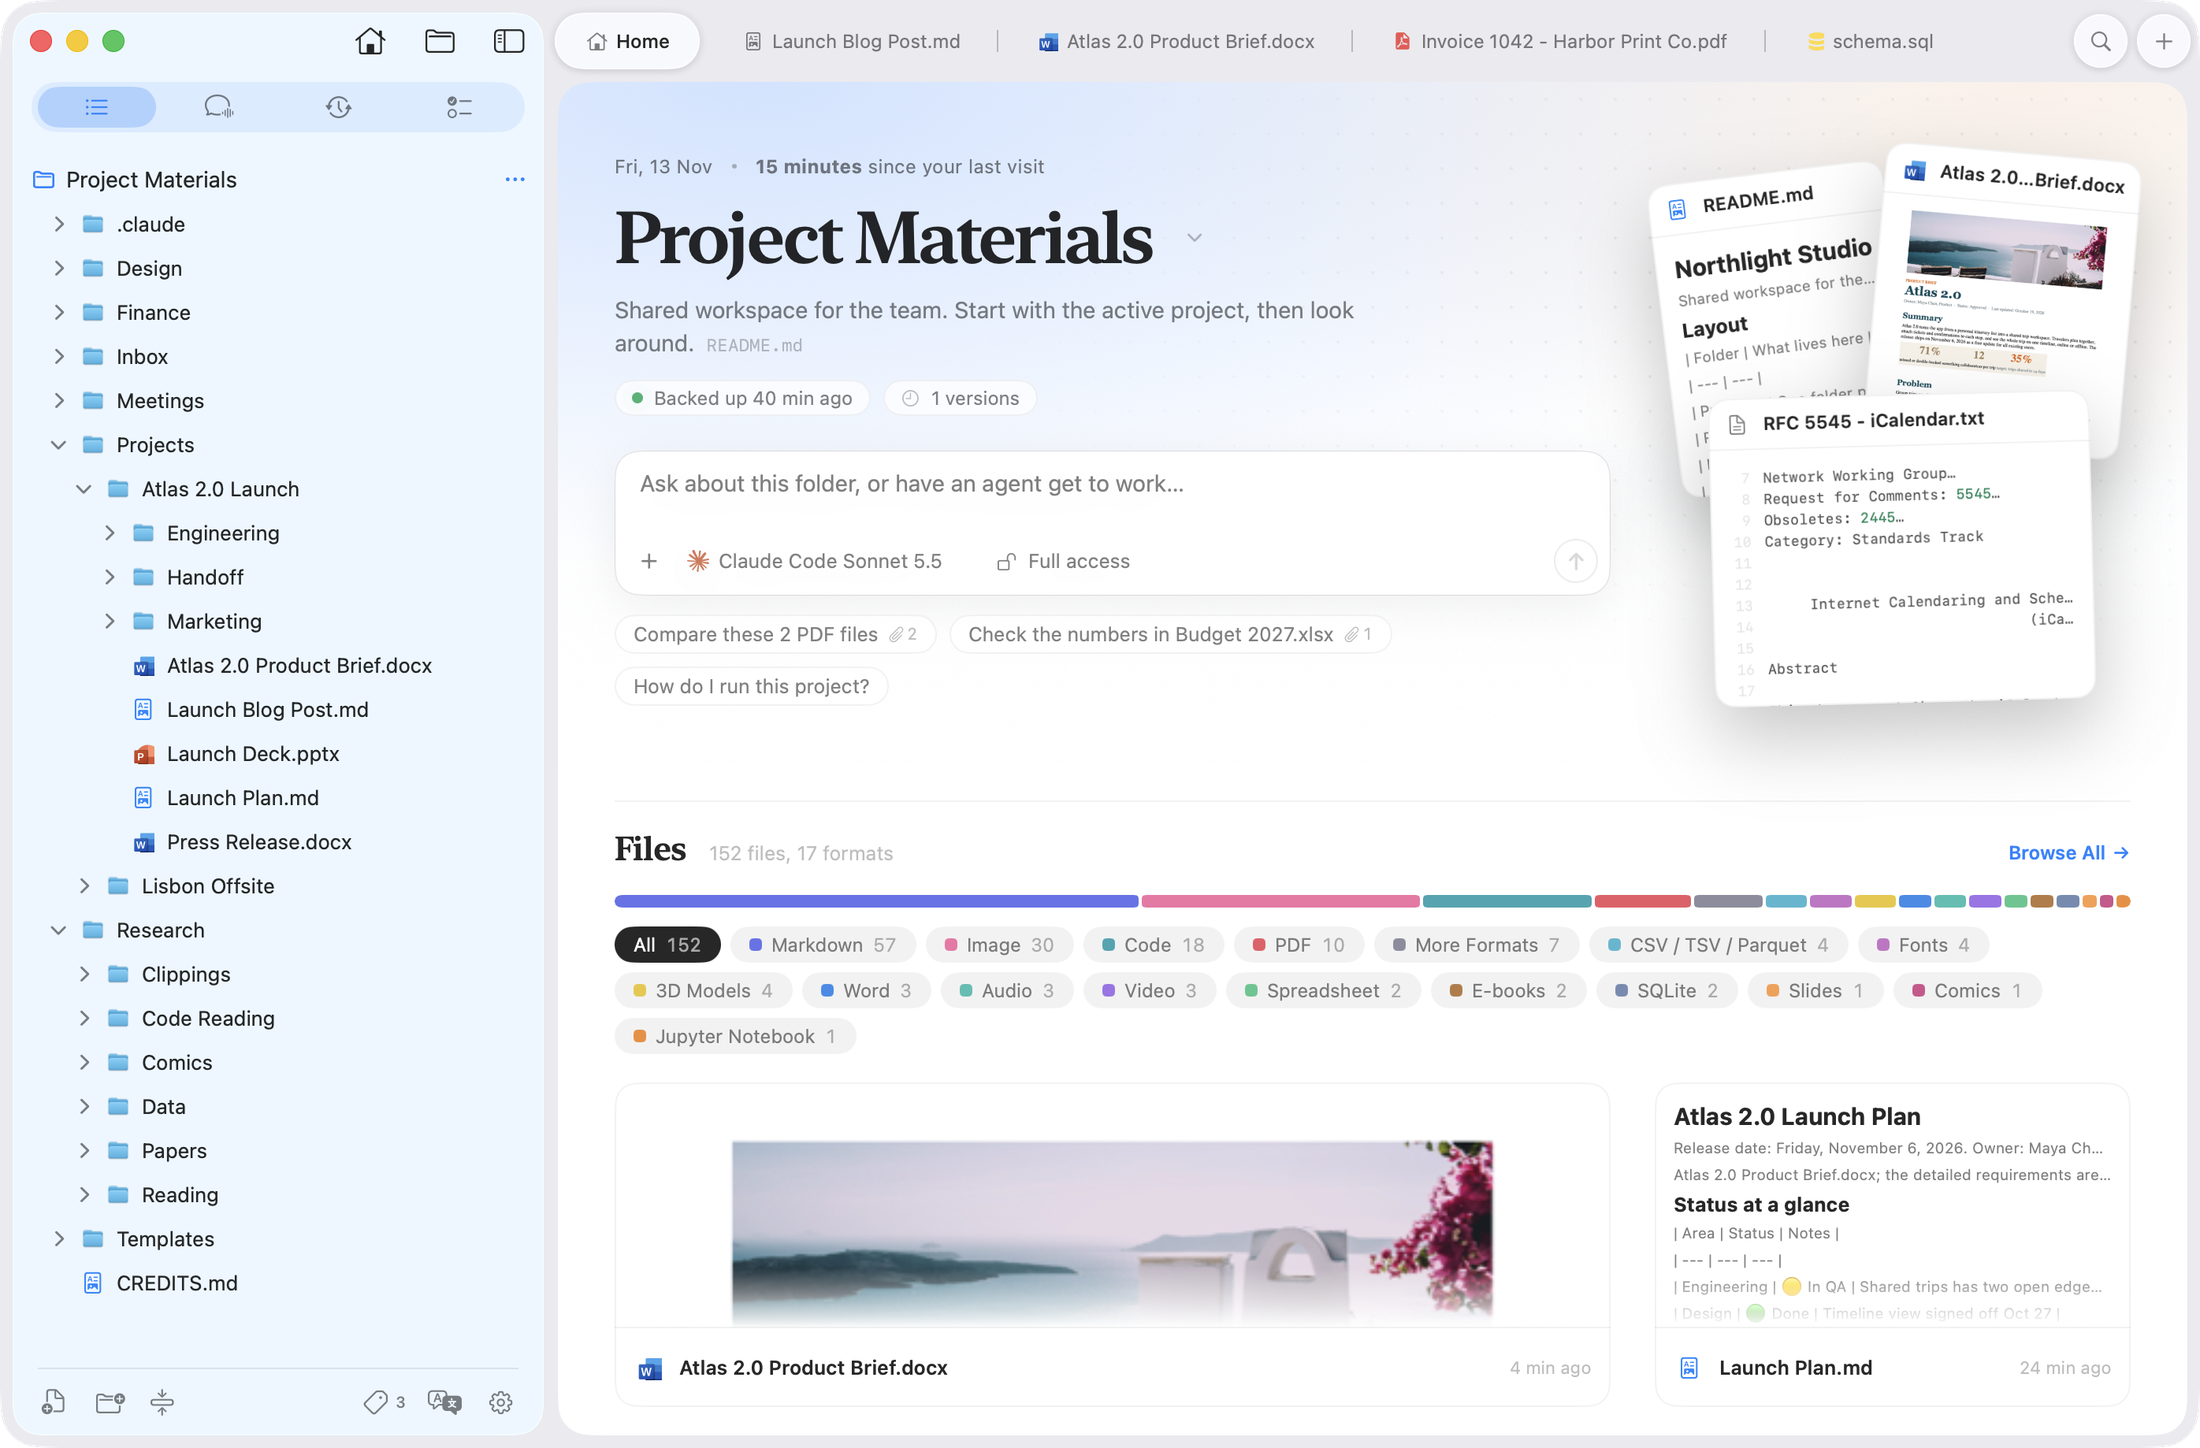 Home
Launch Blog Post.md
Atlas 2.0 Product Brief.docx
Invoice 1042 - Harbor Print Co.pdf
schema.sql
Project Materials
.claude
Design
Finance
Inbox
Meetings
Projects
Atlas 2.0 Launch
Engineering
Handoff
Marketing
Atlas 2.0 Product Brief.docx
Launch Blog Post.md
Launch Deck.pptx
Launch Plan.md
Press Release.docx
Lisbon Offsite
Research
Clippings
Code Reading
Comics
Data
Papers
Reading
Templates
CREDITS.md
3
Fri, 13 Nov • 15 minutes since your last visit
Project Materials
Shared workspace for the team. Start with the active project, then look
around. README.md
Backed up 40 min ago
1 versions
Ask about this folder, or have an agent get to work...
Claude Code Sonnet 5.5
Full access
Compare these 2 PDF files 2
Check the numbers in Budget 2027.xlsx 1
How do I run this project?
README.md
Northlight Studio
Shared workspace for the...
Layout
| Folder | What lives here |
| --- | --- |
Atlas 2.0...Brief.docx
PRODUCT BRIEF
Atlas 2.0
Summary
71% 12 35%
Problem
RFC 5545 - iCalendar.txt
7 Network Working Group…
8 Request for Comments: 5545…
9 Obsoletes: 2445…
10 Category: Standards Track
11
12
13 Internet Calendaring and Sche…
14 (iCa…
15
16 Abstract
17
Files
152 files, 17 formats
Browse All →
All 152
Markdown 57
Image 30
Code 18
PDF 10
More Formats 7
CSV / TSV / Parquet 4
Fonts 4
3D Models 4
Word 3
Audio 3
Video 3
Spreadsheet 2
E-books 2
SQLite 2
Slides 1
Comics 1
Jupyter Notebook 1
Atlas 2.0 Product Brief.docx
4 min ago
Atlas 2.0 Launch Plan
Release date: Friday, November 6, 2026. Owner: Maya Ch...
Atlas 2.0 Product Brief.docx; the detailed requirements are...
Status at a glance
| Area | Status | Notes |
| --- | --- | --- |
| Engineering | 🟡 In QA | Shared trips has two open edge...
| Design | 🟢 Done | Timeline view signed off Oct 27 |
Launch Plan.md
24 min ago